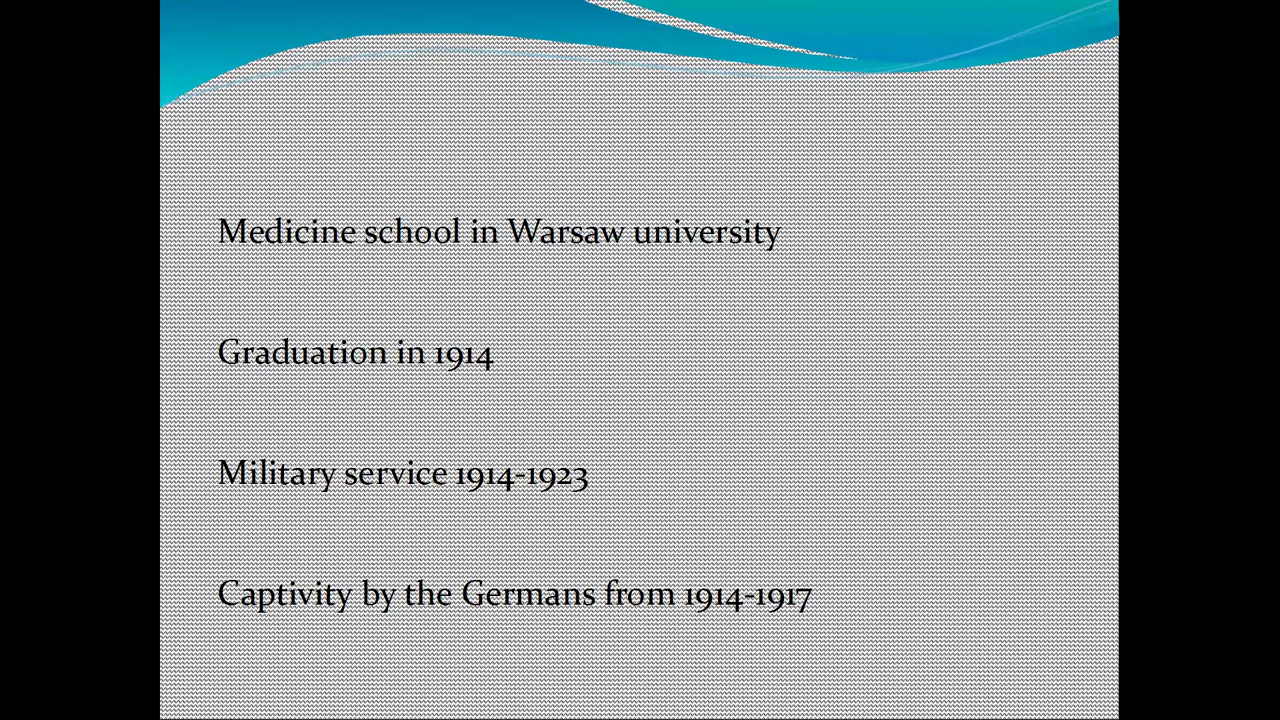 Medicine school in Warsaw university
Graduation in 1914
Military service 1914-1923
Captivity by the Germans from 1914-1917